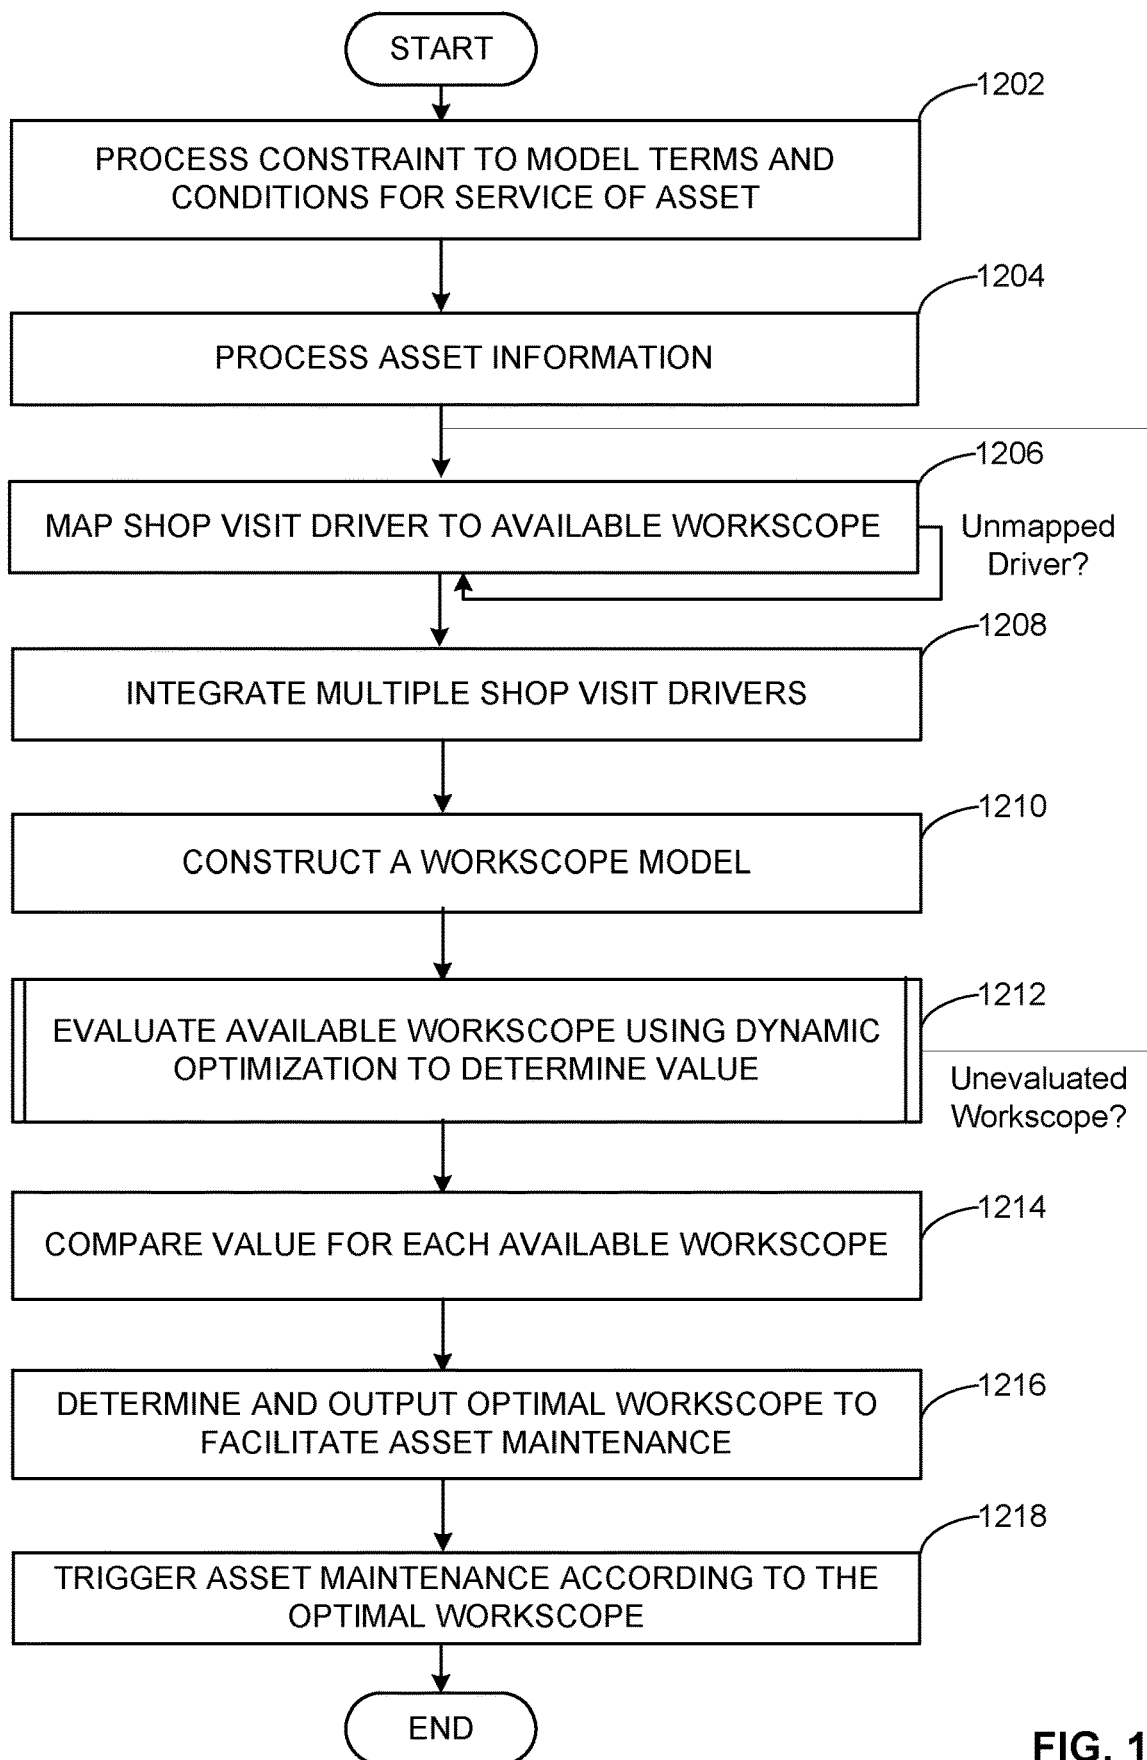 START
1202
PROCESS CONSTRAINT TO MODEL TERMS AND
CONDITIONS FOR SERVICE OF ASSET
1204
PROCESS ASSET INFORMATION
1206
MAP SHOP VISIT DRIVER TO AVAILABLE WORKSCOPE
Unmapped
Driver?
1208
INTEGRATE MULTIPLE SHOP VISIT DRIVERS
1210
CONSTRUCT A WORKSCOPE MODEL
1212
EVALUATE AVAILABLE WORKSCOPE USING DYNAMIC
OPTIMIZATION TO DETERMINE VALUE
Unevaluated
Workscope?
1214
COMPARE VALUE FOR EACH AVAILABLE WORKSCOPE
1216
DETERMINE AND OUTPUT OPTIMAL WORKSCOPE TO
FACILITATE ASSET MAINTENANCE
1218
TRIGGER ASSET MAINTENANCE ACCORDING TO THE
OPTIMAL WORKSCOPE
END
FIG. 1